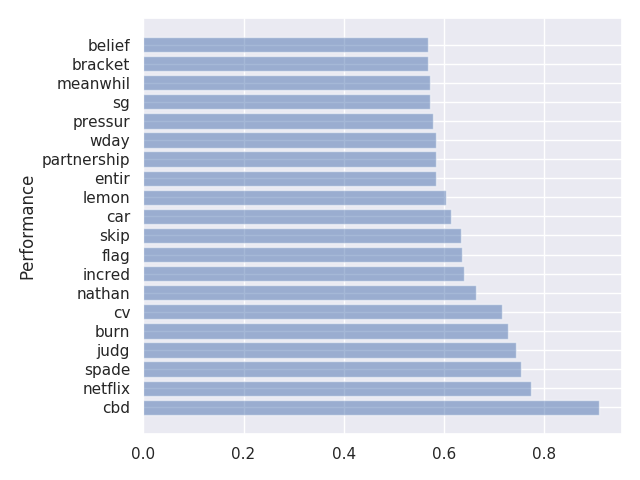 belief
bracket
meanwhil
sg
pressur
wday
partnership
entir
lemon
car
skip
flag
incred
nathan
cv
burn
judg
spade
netflix
cbd
Performance
0.0 0.2 0.4 0.6 0.8